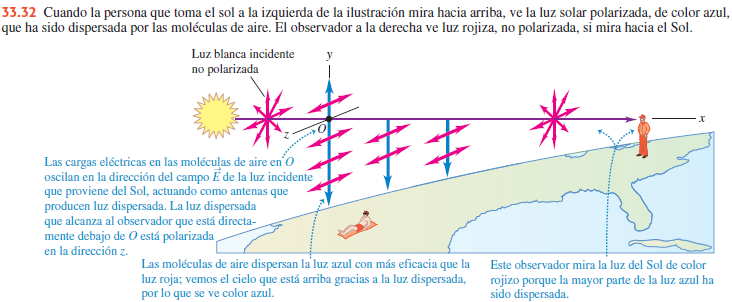 33.32 Cuando la persona que toma el sol a la izquierda de la ilustración mira hacia arriba, ve la luz solar polarizada, de color azul,
que ha sido dispersada por las moléculas de aire. El observador a la derecha ve luz rojiza, no polarizada, si mira hacia el Sol.
Luz blanca incidente
no polarizada
y
x
z
O
Las cargas eléctricas en las moléculas de aire en O
oscilan en la dirección del campo E⃗ de la luz incidente
que proviene del Sol, actuando como antenas que
producen luz dispersada. La luz dispersada
que alcanza al observador que está directa-
mente debajo de O está polarizada
en la dirección z.
Las moléculas de aire dispersan la luz azul con más eficacia que la
luz roja; vemos el cielo que está arriba gracias a la luz dispersada,
por lo que se ve color azul.
Este observador mira la luz del Sol de color
rojizo porque la mayor parte de la luz azul ha
sido dispersada.